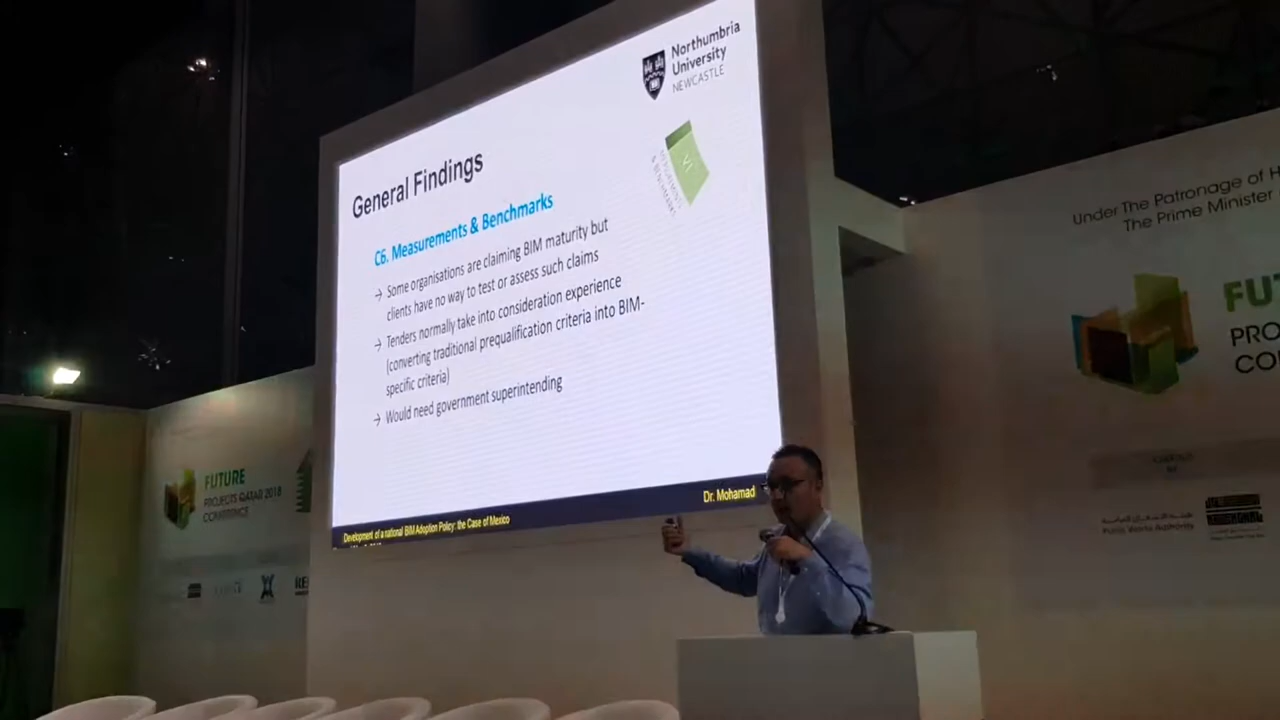 Northumbria
University
NEWCASTLE
General Findings
C6. Measurements & Benchmarks
→ Some organisations are claiming BIM maturity but
clients have no way to test or assess such claims
→ Tenders normally take into consideration experience
(converting traditional prequalification criteria into BIM-
specific criteria)
→ Would need government superintending
Dr. Mohamad
Development of a national BIM Adoption Policy: the Case of Mexico
FUTURE
PROJECTS QATAR 2018
CONFERENCE
Under The Patronage of H
The Prime Minister
FUT
PRO
CO
Public Works Authority